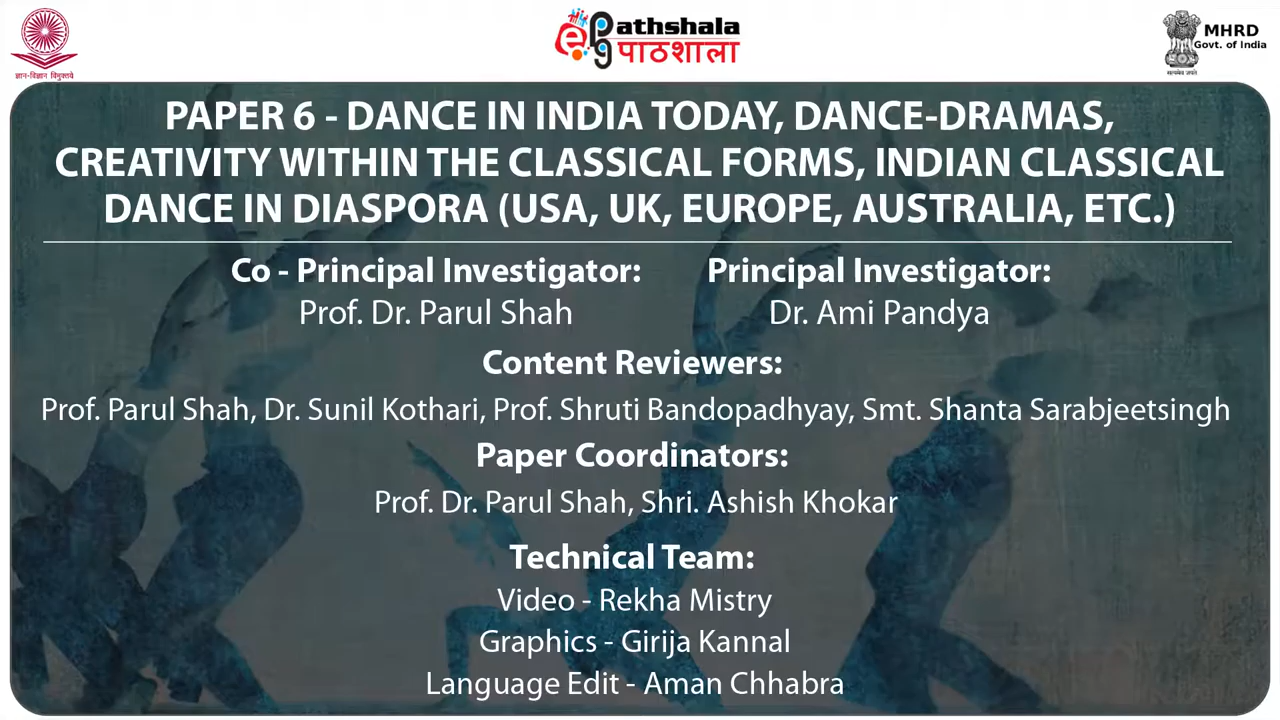 ज्ञान-विज्ञान विमुक्तये
ePathshala
पाठशाला
MHRD
Govt. of India
सत्यमेव जयते
PAPER 6 - DANCE IN INDIA TODAY, DANCE-DRAMAS,
CREATIVITY WITHIN THE CLASSICAL FORMS, INDIAN CLASSICAL
DANCE IN DIASPORA (USA, UK, EUROPE, AUSTRALIA, ETC.)
Co - Principal Investigator:
Prof. Dr. Parul Shah
Principal Investigator:
Dr. Ami Pandya
Content Reviewers:
Prof. Parul Shah, Dr. Sunil Kothari, Prof. Shruti Bandopadhyay, Smt. Shanta Sarabjeetsingh
Paper Coordinators:
Prof. Dr. Parul Shah, Shri. Ashish Khokar
Technical Team:
Video - Rekha Mistry
Graphics - Girija Kannal
Language Edit - Aman Chhabra